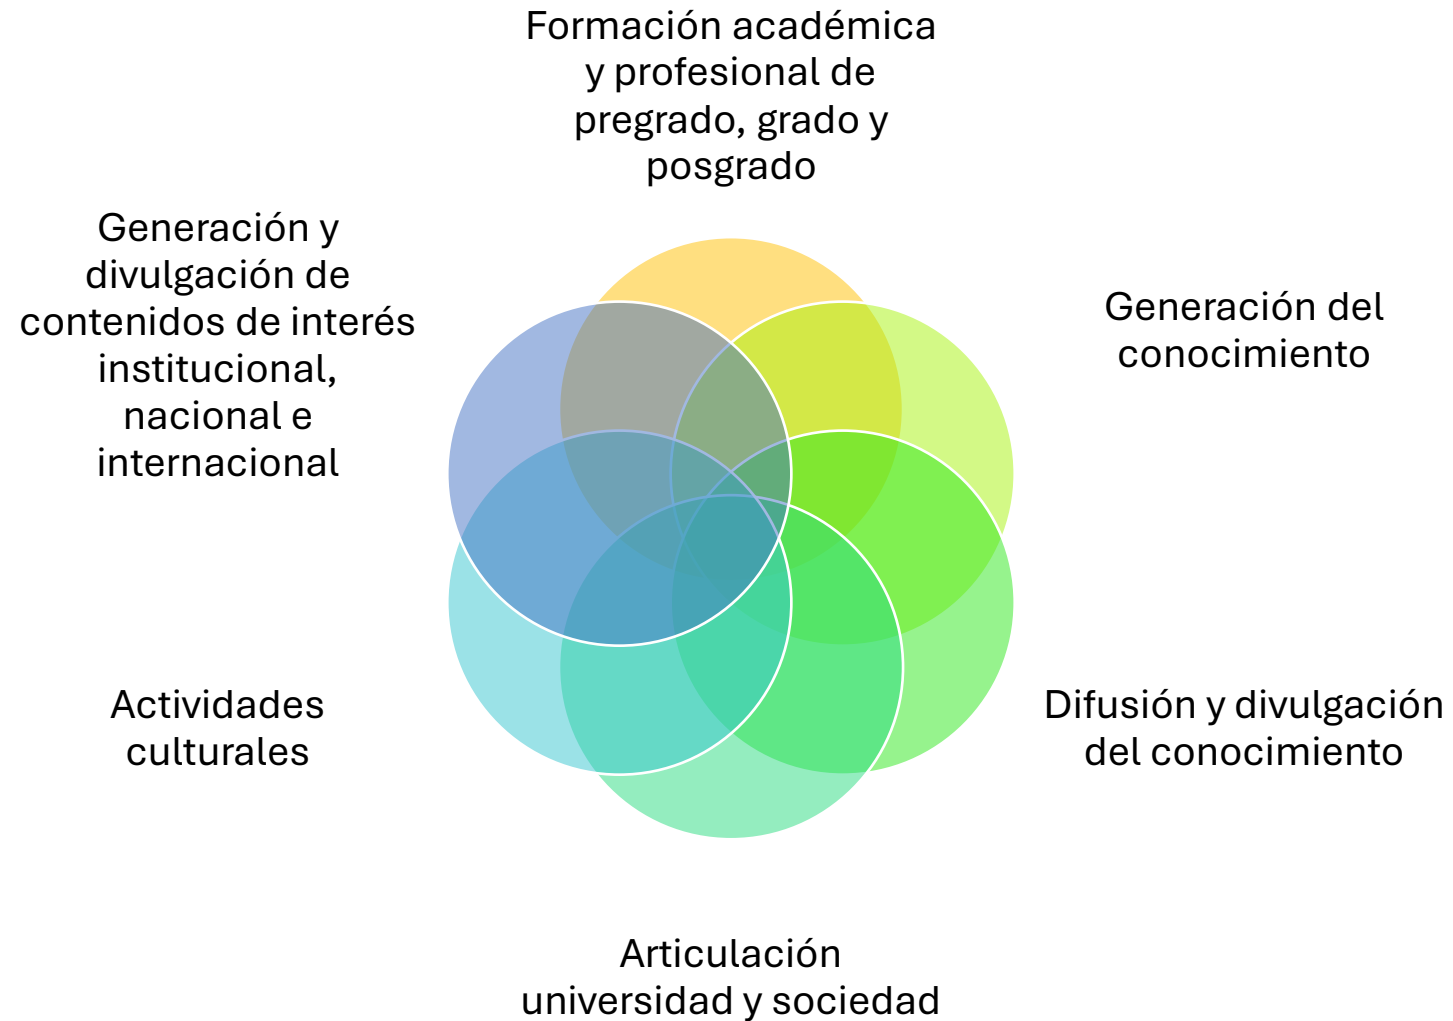 Formación académica
y profesional de
pregrado, grado y
posgrado
Generación del
conocimiento
Difusión y divulgación
del conocimiento
Articulación
universidad y sociedad
Actividades
culturales
Generación y
divulgación de
contenidos de interés
institucional,
nacional e
internacional